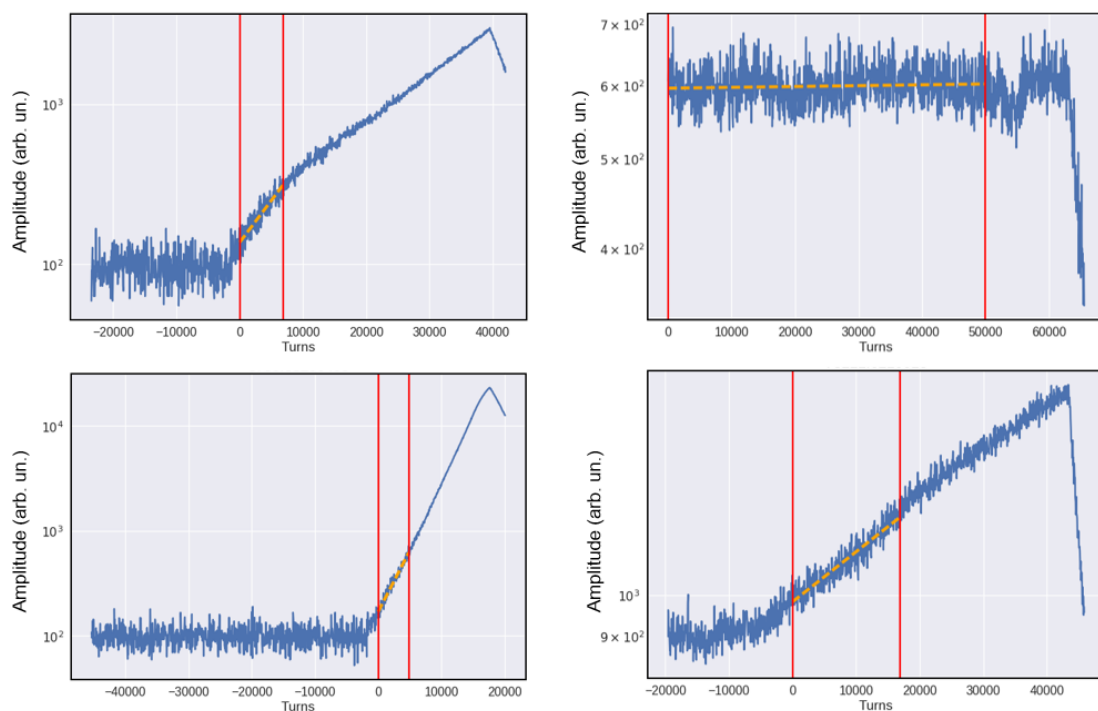 Amplitude (arb. un.)
10³
10²
−20000 −10000 0 10000 20000 30000 40000
Turns
Amplitude (arb. un.)
7 × 10²
6 × 10²
5 × 10²
4 × 10²
0 10000 20000 30000 40000 50000 60000
Turns
Amplitude (arb. un.)
10⁴
10³
10²
−40000 −30000 −20000 −10000 0 10000 20000
Turns
Amplitude (arb. un.)
10³
9 × 10²
−20000 −10000 0 10000 20000 30000 40000
Turns